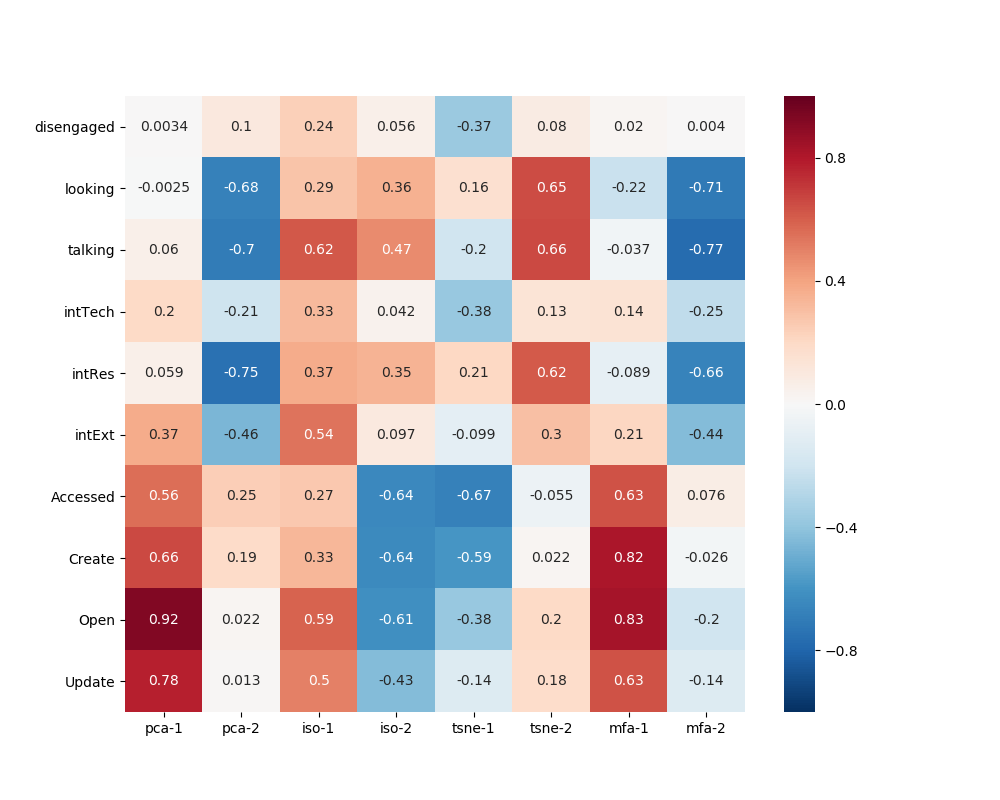 disengaged 0.0034 0.1 0.24 0.056 -0.37 0.08 0.02 0.004
looking -0.0025 -0.68 0.29 0.36 0.16 0.65 -0.22 -0.71
0.8
talking 0.06 -0.7 0.62 0.47 -0.2 0.66 -0.037 -0.77
0.4
intTech 0.2 -0.21 0.33 0.042 -0.38 0.13 0.14 -0.25
intRes 0.059 -0.75 0.37 0.35 0.21 0.62 -0.089 -0.66
0.0
intExt 0.37 -0.46 0.54 0.097 -0.099 0.3 0.21 -0.44
Accessed 0.56 0.25 0.27 -0.64 -0.67 -0.055 0.63 0.076
-0.4
Create 0.66 0.19 0.33 -0.64 -0.59 0.022 0.82 -0.026
Open 0.92 0.022 0.59 -0.61 -0.38 0.2 0.83 -0.2
-0.8
Update 0.78 0.013 0.5 -0.43 -0.14 0.18 0.63 -0.14
pca-1 pca-2 iso-1 iso-2 tsne-1 tsne-2 mfa-1 mfa-2